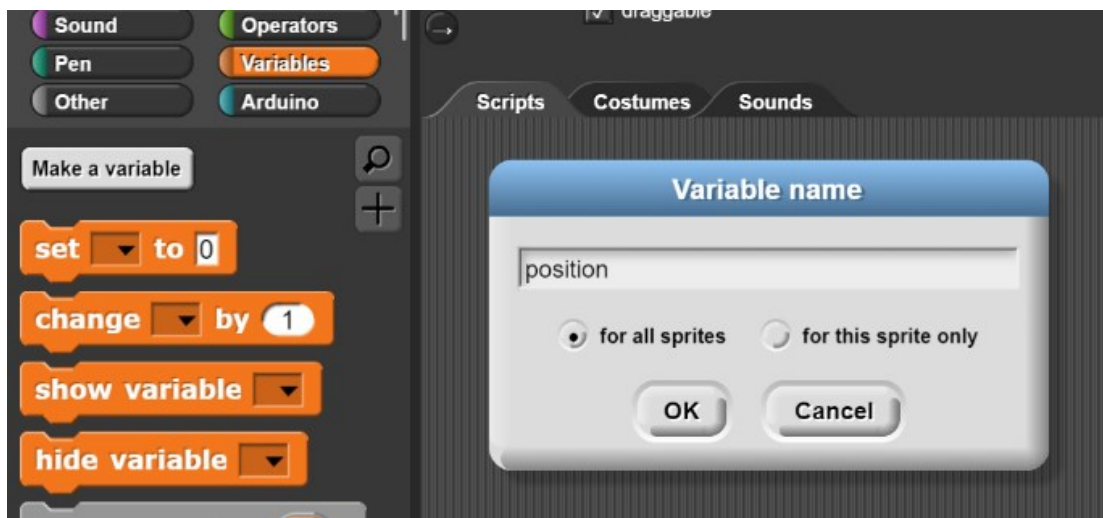 Sound
Operators
draggable
Pen
Variables
Other
Arduino
Scripts
Costumes
Sounds
Make a variable
Variable name
set to 0
position
change by 1
for all sprites
for this sprite only
show variable
OK
Cancel
hide variable